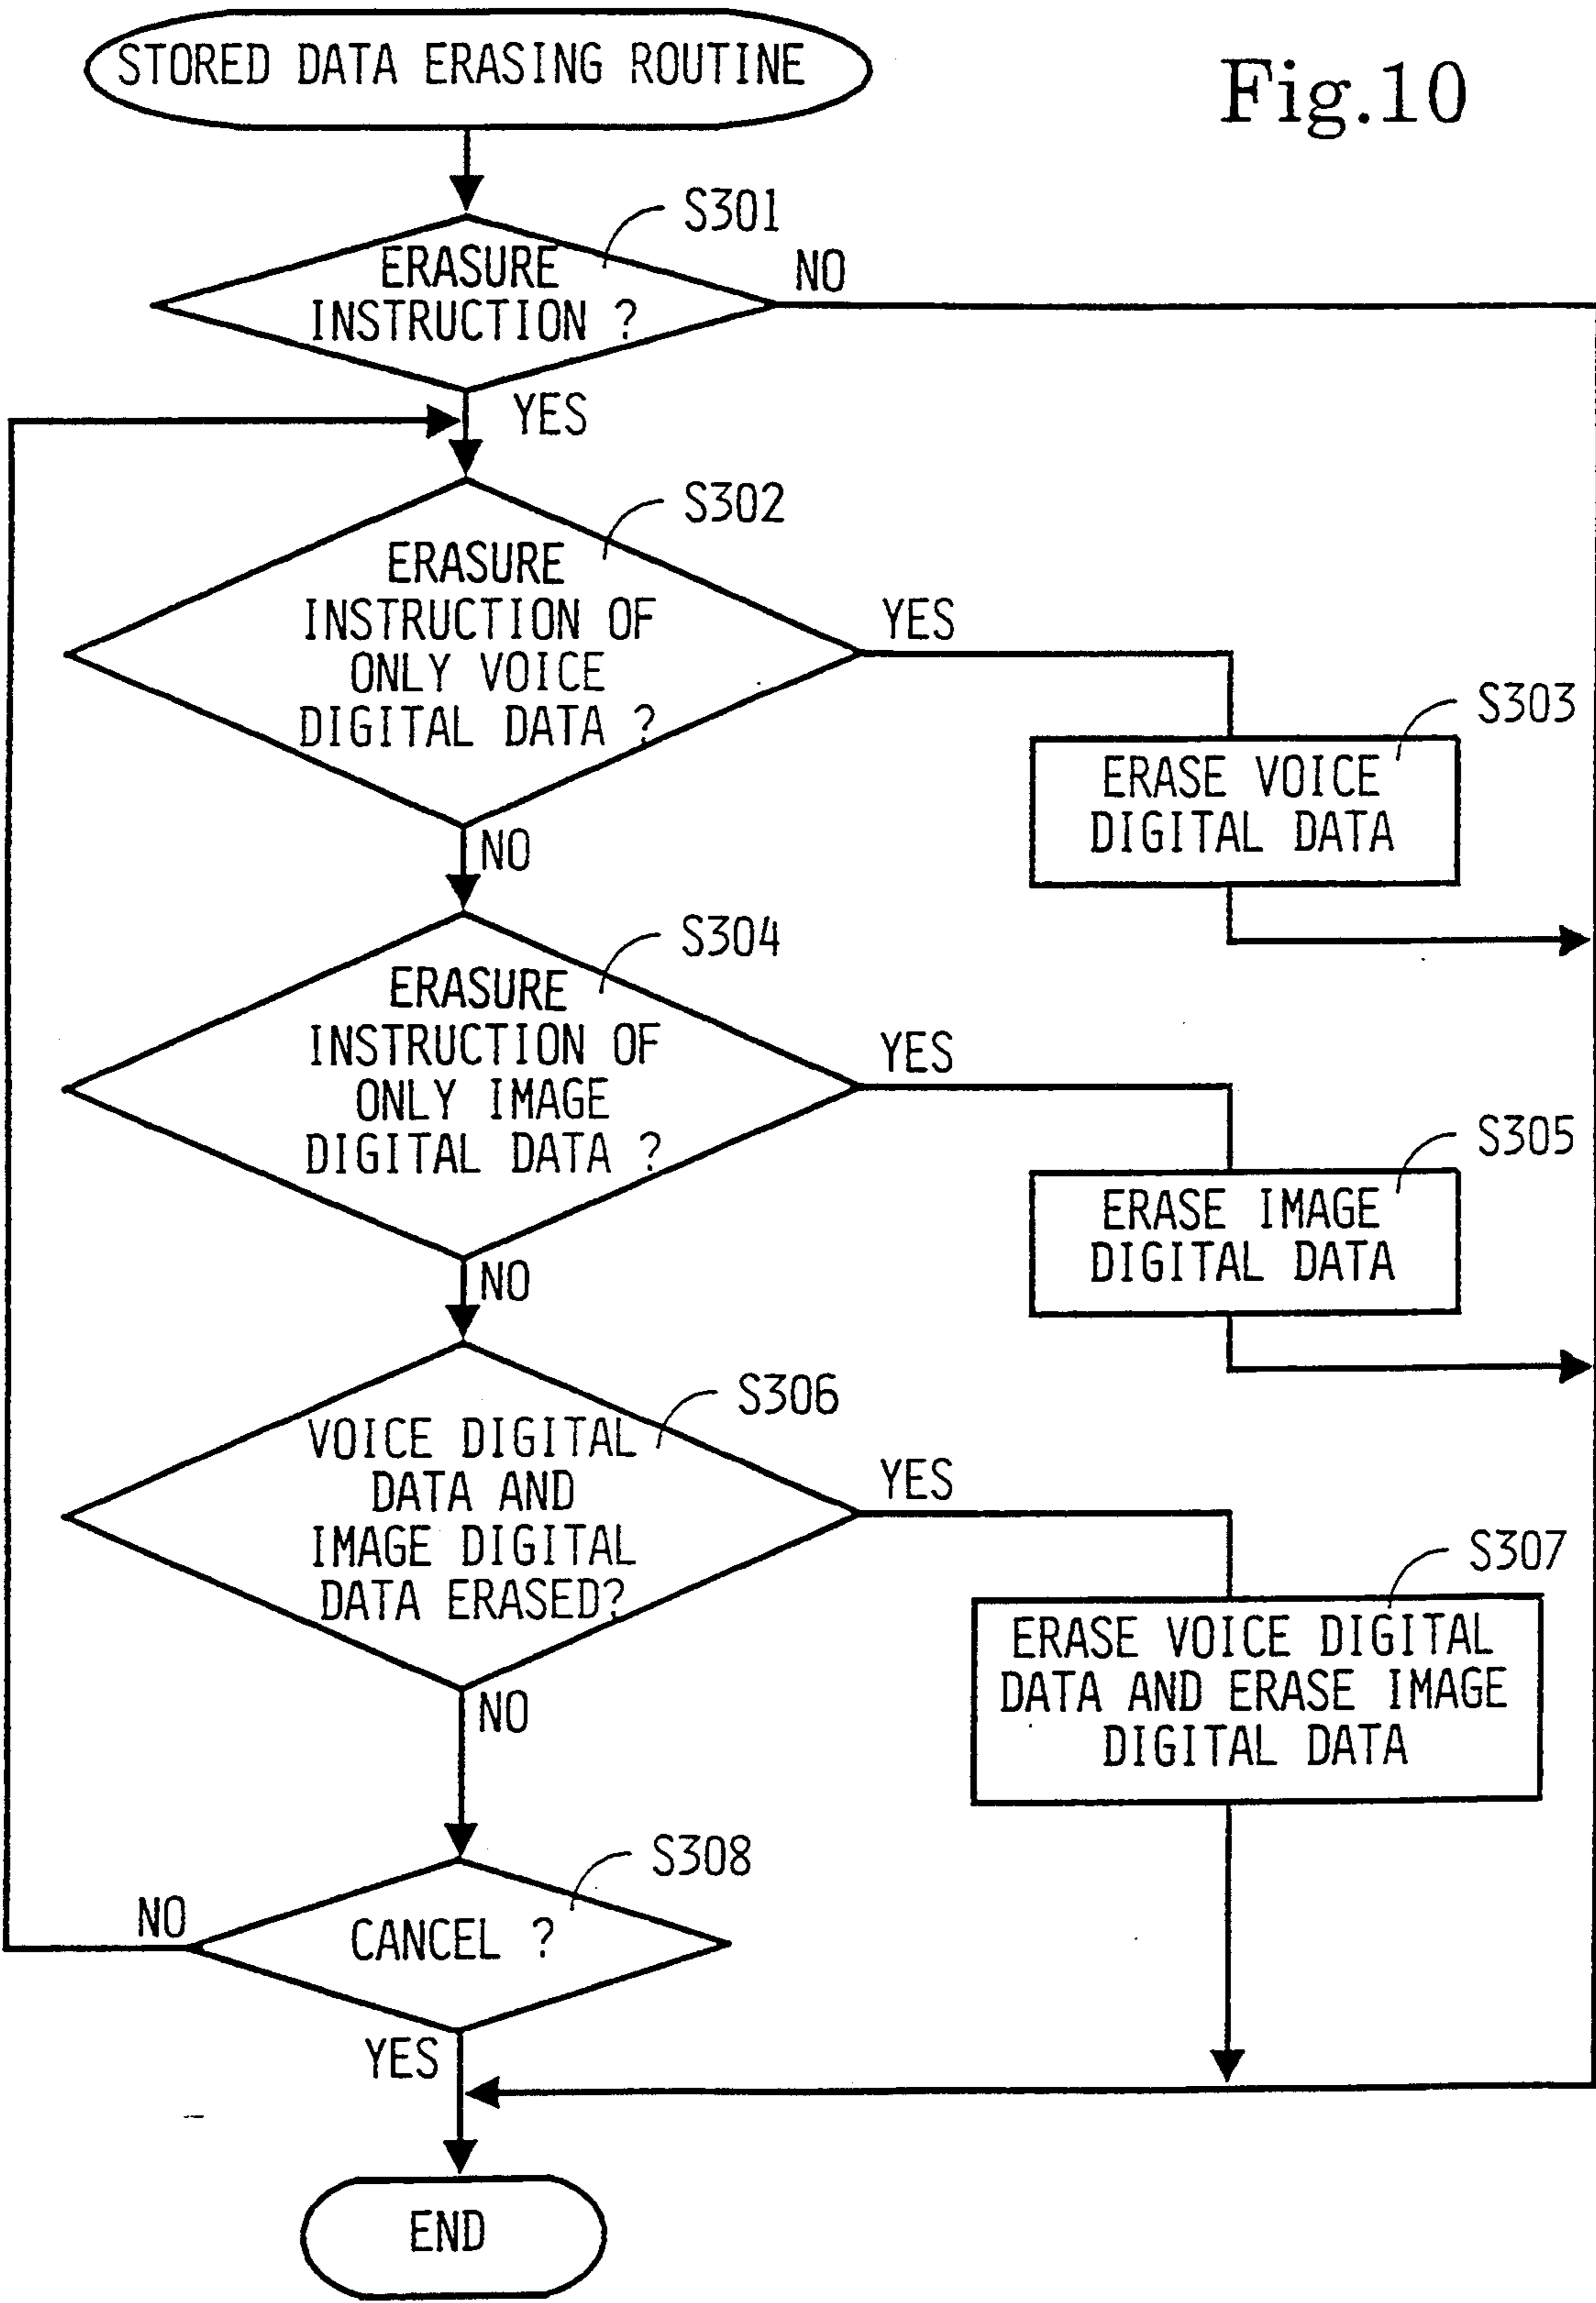 STORED DATA ERASING ROUTINE
Fig.10
S301
ERASURE
INSTRUCTION ?
NO
YES
S302
ERASURE
INSTRUCTION OF
ONLY VOICE
DIGITAL DATA ?
YES
S303
ERASE VOICE
DIGITAL DATA
NO
S304
ERASURE
INSTRUCTION OF
ONLY IMAGE
DIGITAL DATA ?
YES
S305
ERASE IMAGE
DIGITAL DATA
NO
S306
VOICE DIGITAL
DATA AND
IMAGE DIGITAL
DATA ERASED?
YES
S307
ERASE VOICE DIGITAL
DATA AND ERASE IMAGE
DIGITAL DATA
NO
S308
CANCEL ?
NO
YES
END